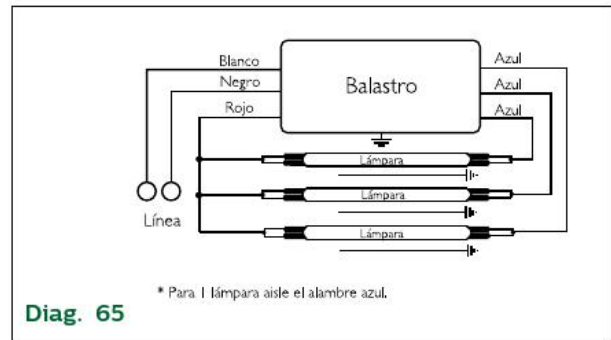 Blanco
Negro
Rojo
Balastro
Azul
Azul
Azul
Lámpara
Lámpara
Lámpara
Línea
* Para 1 lámpara aisle el alambre azul.
Diag. 65